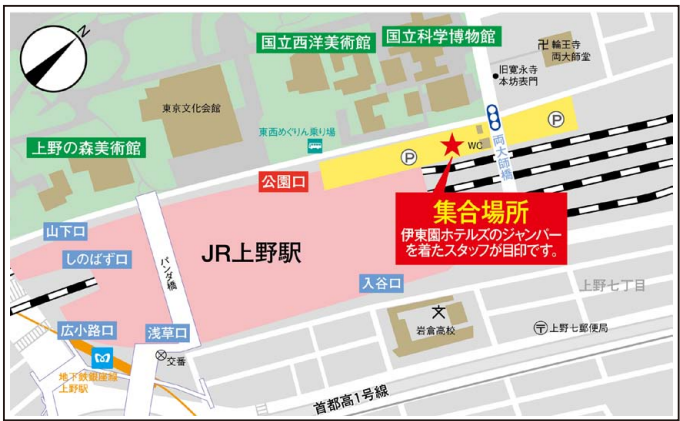 N
国立西洋美術館
国立科学博物館
輪王寺
両大師堂
旧寛永寺
本坊表門
東京文化会館
東西めぐりん乗り場
上野の森美術館
P
P
WC
両大師橋
公園口
集合場所
伊東園ホテルズのジャンパー
を着たスタッフが目印です。
山下口
しのばず口
パンダ橋
JR上野駅
入谷口
上野七丁目
広小路口
浅草口
交番
岩倉高校
上野七郵便局
地下鉄銀座線
上野駅
首都高1号線